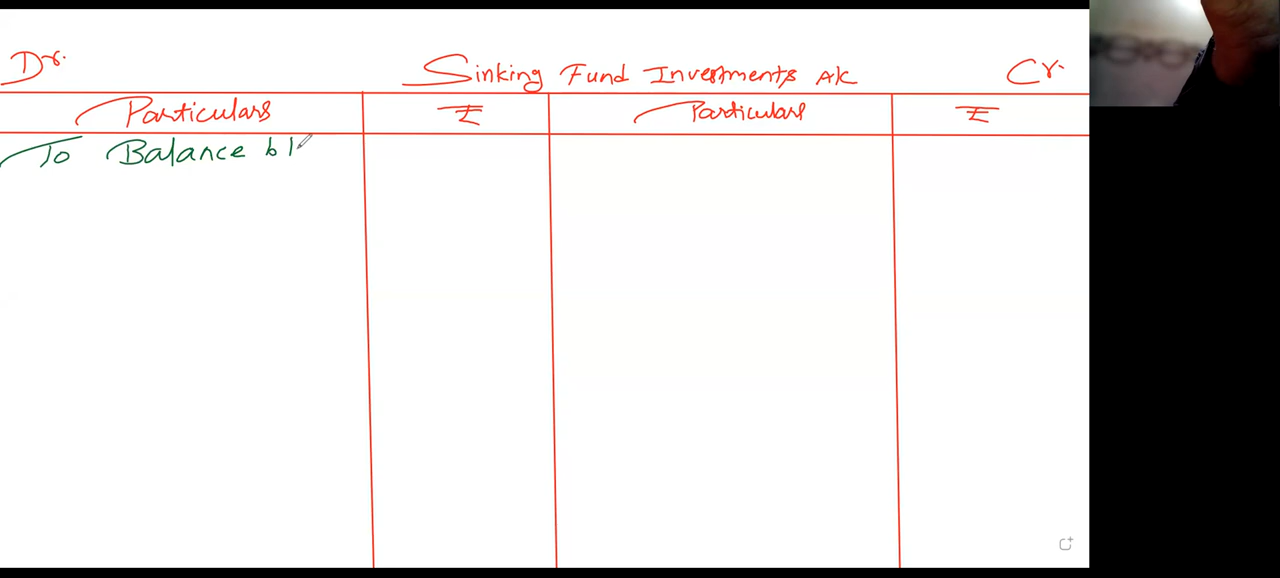 Dr. Sinking Fund Investments A/c Cr.
Particulars ₹ Particulars ₹
To Balance b/